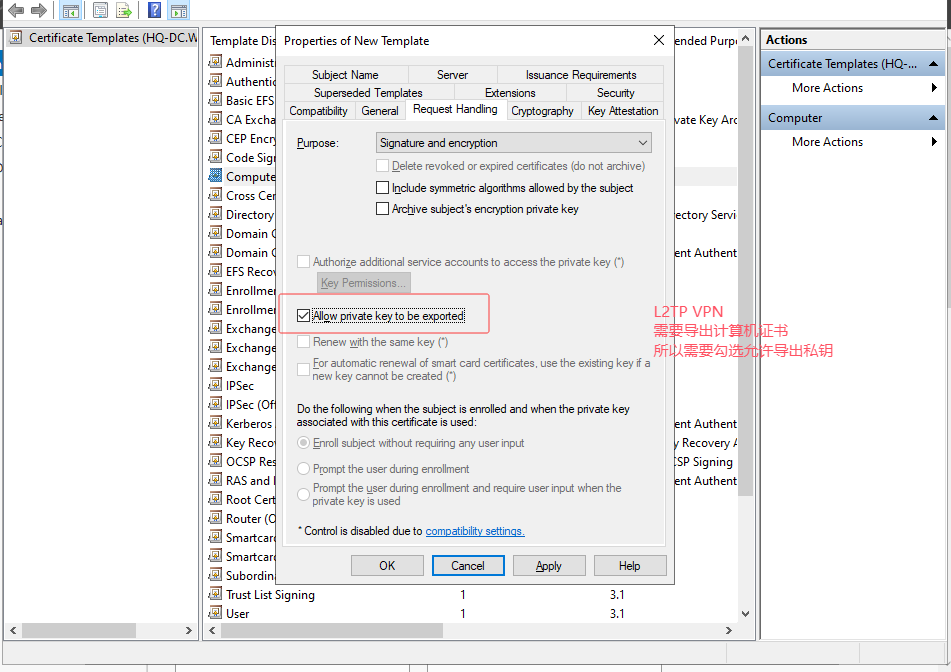 Certificate Templates (HQ-DC.W
Template Dis
ended Purpo
Administ
Authentic
Basic EFS
CA Excha
vate Key Arc
CEP Encry
Code Sig
Compute
Cross Cer
Directory
ectory Servi
Domain C
Domain C
ent Authent
EFS Recov
Enrollme
Enrollme
Exchange
Exchange
Exchange
IPSec
IPSec (Off
Kerberos
ent Authent
Key Recov
y Recovery A
OCSP Res
CSP Signing
RAS and I
ent Authent
Root Cert
Router (O
Smartcar
Smartcar
Subordin
Trust List Signing 1 3.1
User 1 3.1
Properties of New Template
Subject Name Server Issuance Requirements
Superseded Templates Extensions Security
Compatibility General Request Handling Cryptography Key Attestation
Purpose: Signature and encryption
Delete revoked or expired certificates (do not archive)
Include symmetric algorithms allowed by the subject
Archive subject's encryption private key
Authorize additional service accounts to access the private key (*)
Key Permissions...
Allow private key to be exported
Renew with the same key (*)
For automatic renewal of smart card certificates, use the existing key if a
new key cannot be created (*)
Do the following when the subject is enrolled and when the private key
associated with this certificate is used:
Enroll subject without requiring any user input
Prompt the user during enrollment
Prompt the user during enrollment and require user input when the
private key is used
* Control is disabled due to compatibility settings.
OK Cancel Apply Help
L2TP VPN
需要导出计算机证书
所以需要勾选允许导出私钥
Actions
Certificate Templates (HQ-...
More Actions
Computer
More Actions